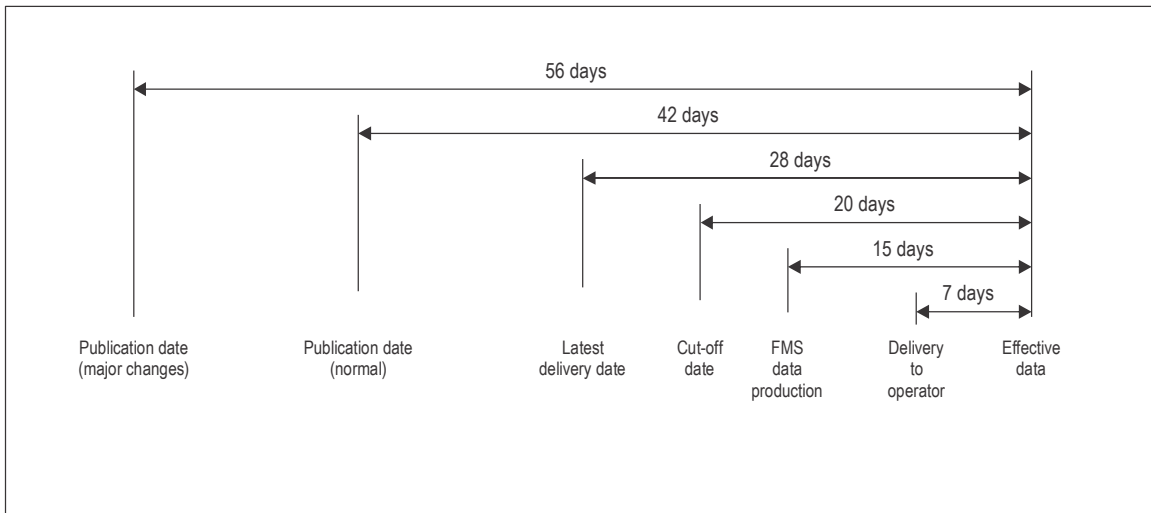 56 days
42 days
28 days
20 days
15 days
7 days
Publication date
(major changes)
Publication date
(normal)
Latest
delivery date
Cut-off
date
FMS
data
production
Delivery
to
operator
Effective
data